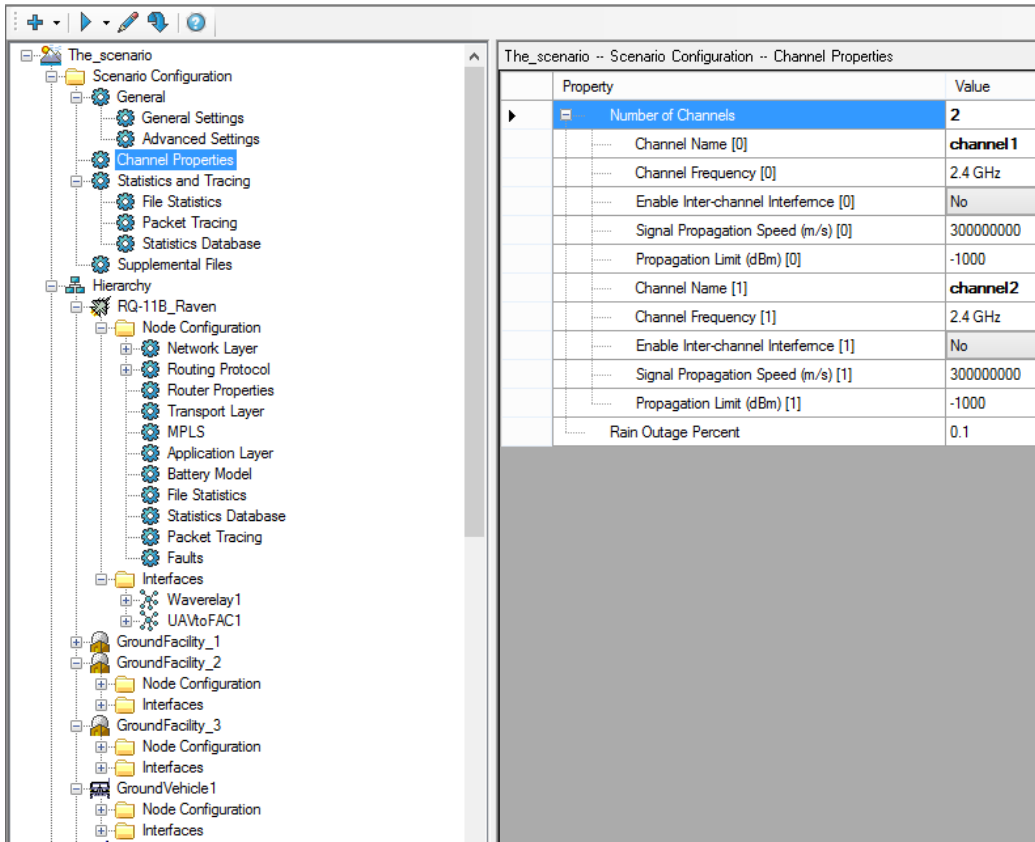 The_scenario
Scenario Configuration
General
General Settings
Advanced Settings
Channel Properties
Statistics and Tracing
File Statistics
Packet Tracing
Statistics Database
Supplemental Files
Hierarchy
RQ-11B_Raven
Node Configuration
Network Layer
Routing Protocol
Router Properties
Transport Layer
MPLS
Application Layer
Battery Model
File Statistics
Statistics Database
Packet Tracing
Faults
Interfaces
Waverelay1
UAVtoFAC1
GroundFacility_1
GroundFacility_2
Node Configuration
Interfaces
GroundFacility_3
Node Configuration
Interfaces
GroundVehicle1
Node Configuration
Interfaces
The_scenario -- Scenario Configuration -- Channel Properties
Property Value
Number of Channels 2
Channel Name [0] channel1
Channel Frequency [0] 2.4 GHz
Enable Inter-channel Interfemce [0] No
Signal Propagation Speed (m/s) [0] 300000000
Propagation Limit (dBm) [0] -1000
Channel Name [1] channel2
Channel Frequency [1] 2.4 GHz
Enable Inter-channel Interfemce [1] No
Signal Propagation Speed (m/s) [1] 300000000
Propagation Limit (dBm) [1] -1000
Rain Outage Percent 0.1